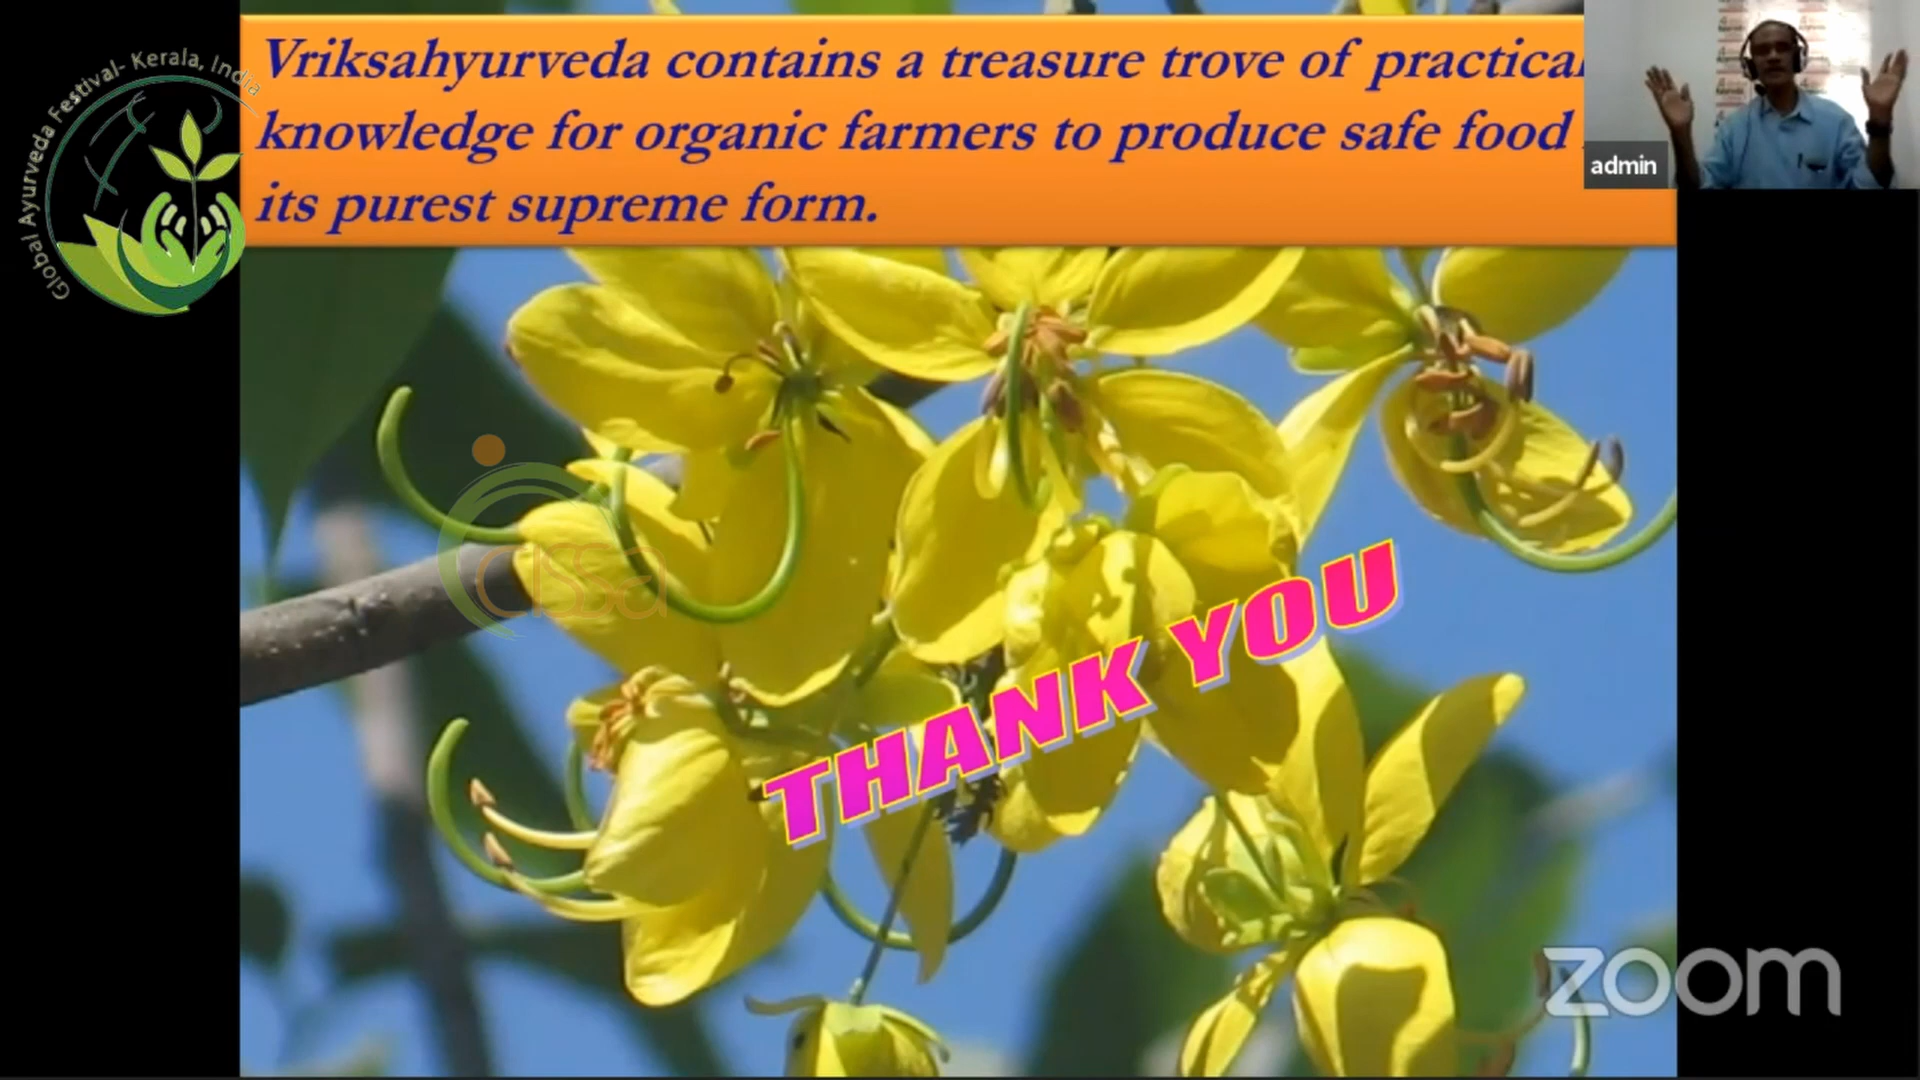 Vriksahyurveda contains a treasure trove of practical
knowledge for organic farmers to produce safe food
its purest supreme form.
admin
Global Ayurveda Festival- Kerala, India
cissa
THANK YOU
zoom